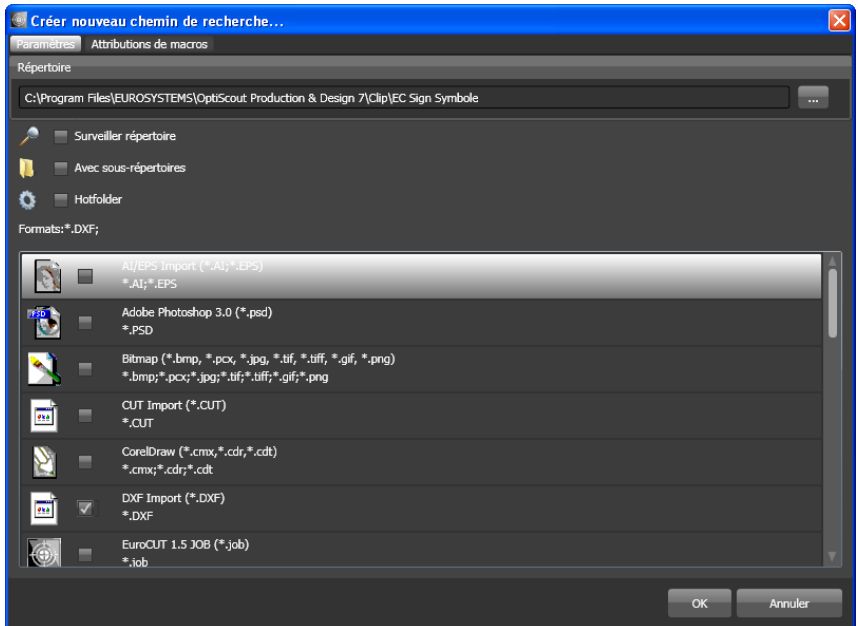 Créer nouveau chemin de recherche...
Paramètres Attributions de macros
Répertoire
C:\Program Files\EUROSYSTEMS\OptiScout Production & Design 7\Clip\EC Sign Symbole ...
Surveiller répertoire
Avec sous-répertoires
Hotfolder
Formats:*.DXF;
AI/EPS Import (*.AI;*.EPS)
*.AI;*.EPS
PSD
Adobe Photoshop 3.0 (*.psd)
*.PSD
Bitmap (*.bmp, *.pcx, *.jpg, *.tif, *.tiff, *.gif, *.png)
*.bmp;*.pcx;*.jpg;*.tif;*.tiff;*.gif;*.png
CUT Import (*.CUT)
*.CUT
CorelDraw (*.cmx,*.cdr,*.cdt)
*.cmx;*.cdr;*.cdt
DXF Import (*.DXF)
*.DXF
EuroCUT 1.5 JOB (*.job)
*.job
OK Annuler